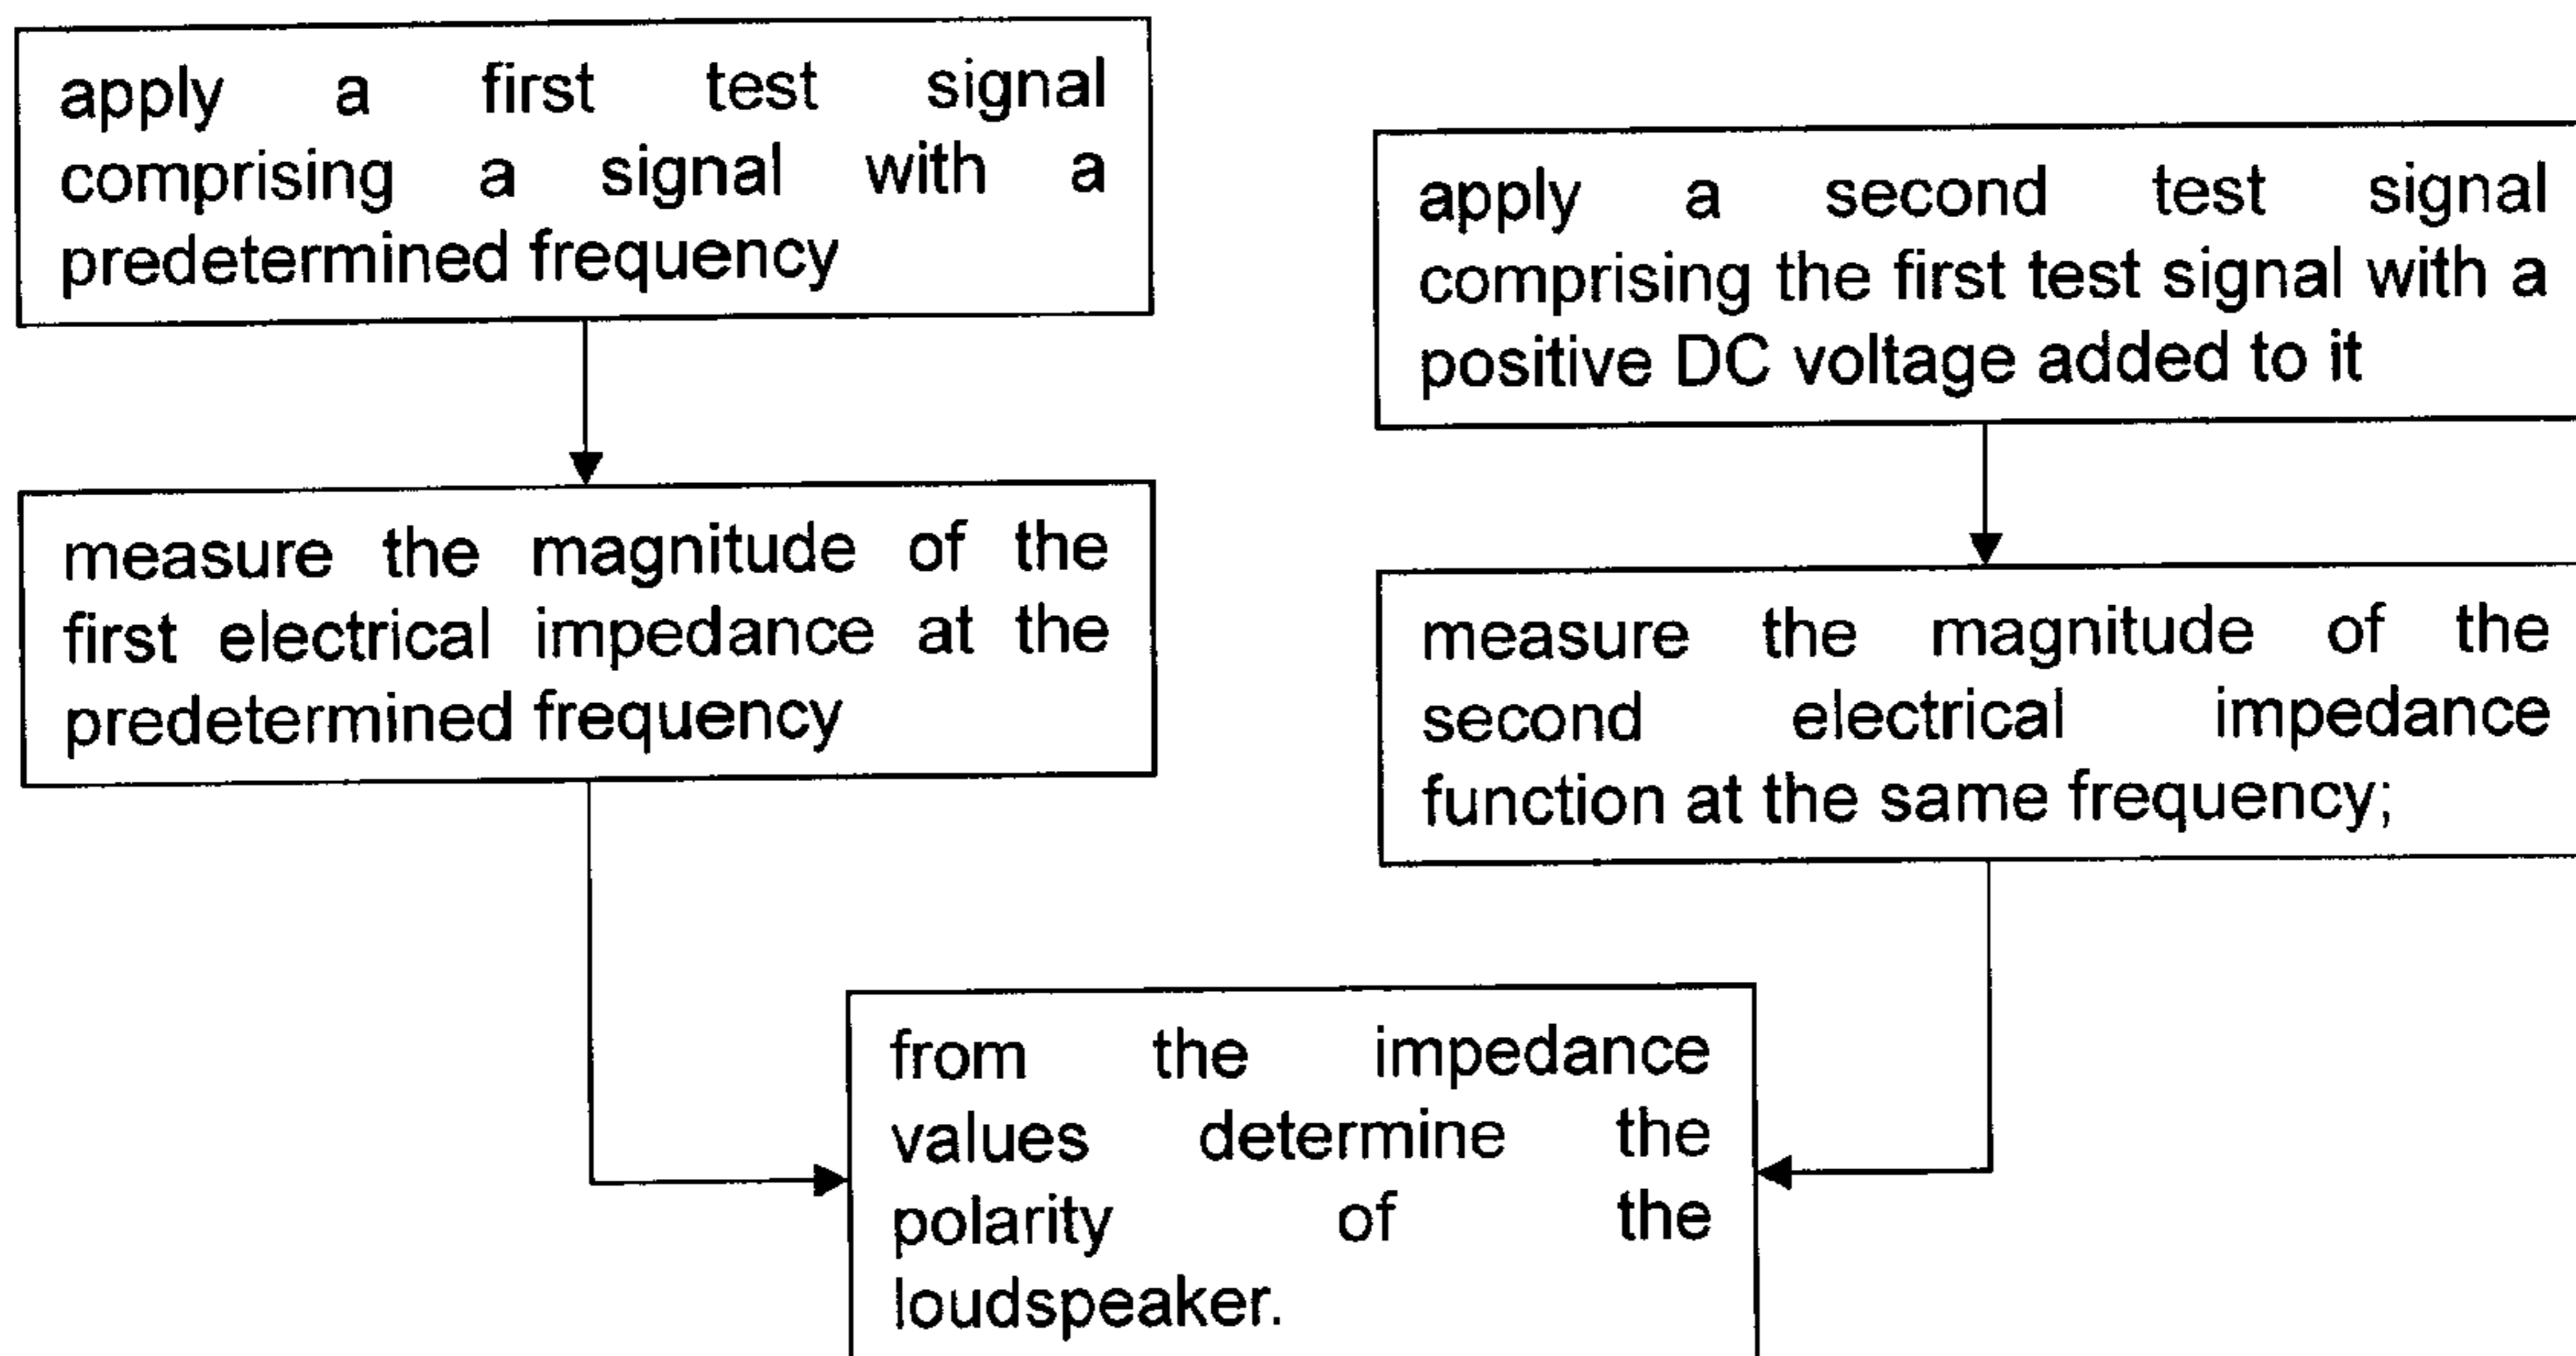 apply a first test signal
comprising a signal with a
predetermined frequency
measure the magnitude of the
first electrical impedance at the
predetermined frequency
apply a second test signal
comprising the first test signal with a
positive DC voltage added to it
measure the magnitude of the
second electrical impedance
function at the same frequency;
from the impedance
values determine the
polarity of the
loudspeaker.